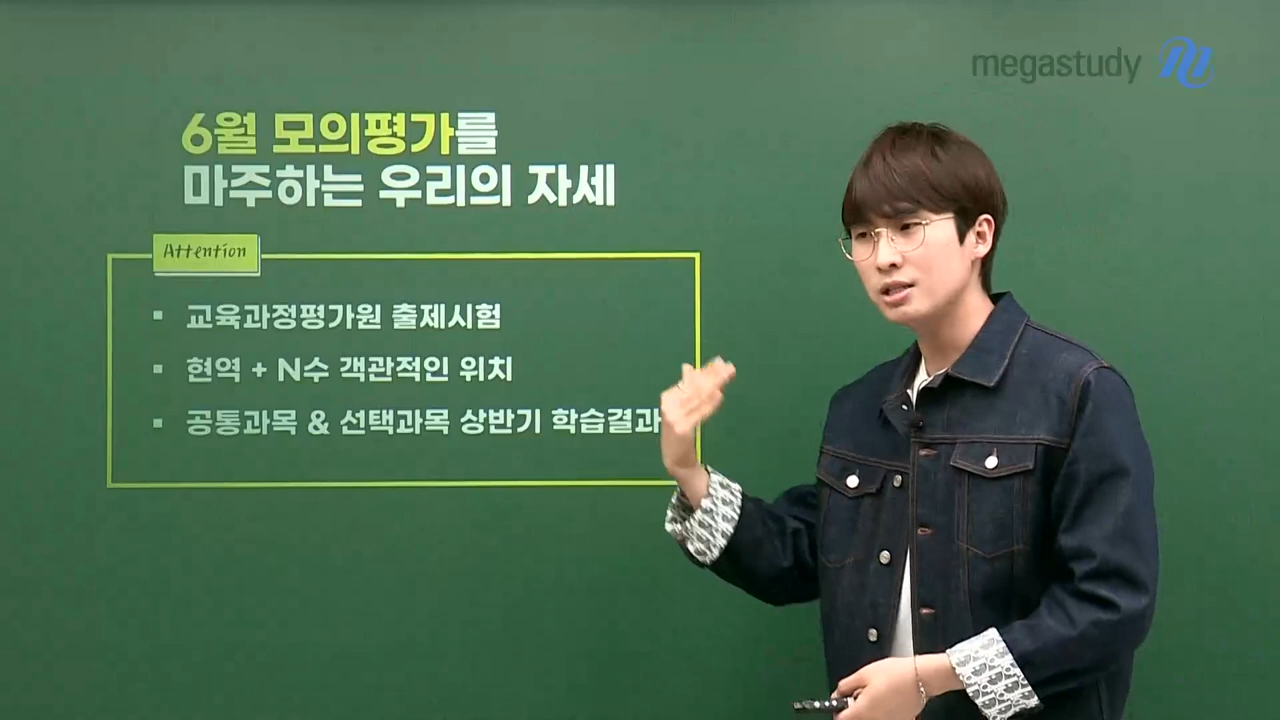 megastudy
6월 모의평가를
마주하는 우리의 자세
Attention
교육과정평가원 출제시험
현역 + N수 객관적인 위치
공통과목 & 선택과목 상반기 학습결과